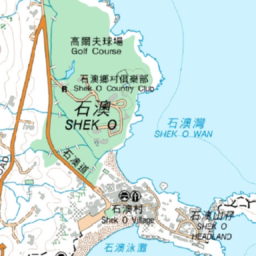 高爾夫球場
Golf Course
石澳鄉村俱樂部
R Shek O Country Club
石澳
SHEK O
石澳灣
SHEK O WAN
石澳道
ROAD
石澳村
Shek O Village
石澳山仔
SHEK O
HEADLAND
石澳泳灘